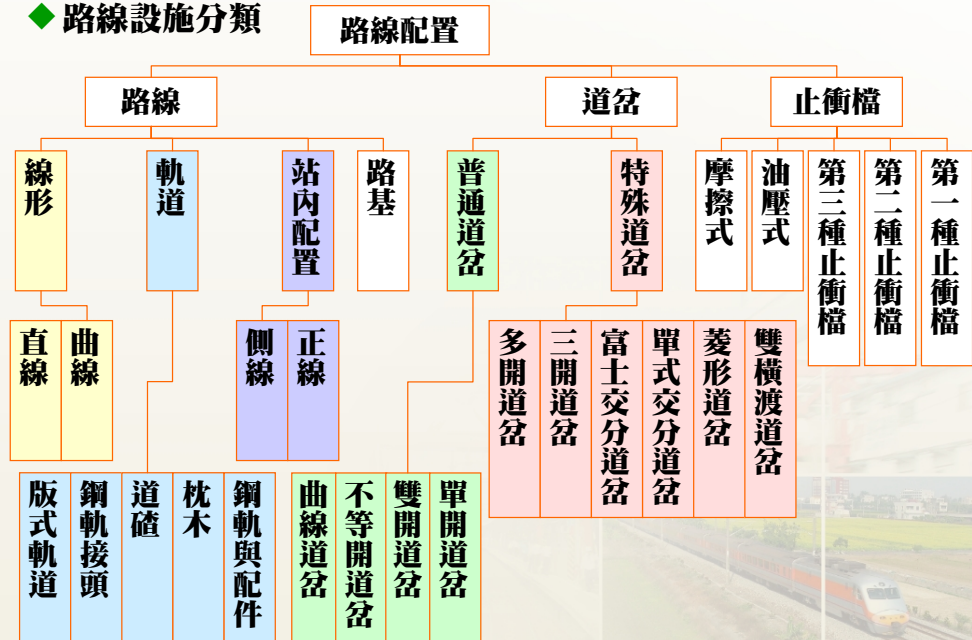 ◆ 路線設施分類
路線配置
路線
道岔
止衝檔
線形
軌道
站內配置
路基
普通道岔
特殊道岔
摩擦式
油壓式
第三種止衝檔
第二種止衝檔
第一種止衝檔
直線
曲線
側線
正線
多開道岔
三開道岔
富士交分道岔
單式交分道岔
菱形道岔
雙橫渡道岔
版式軌道
鋼軌接頭
道碴
枕木
鋼軌與配件
曲線道岔
不等開道岔
雙開道岔
單開道岔